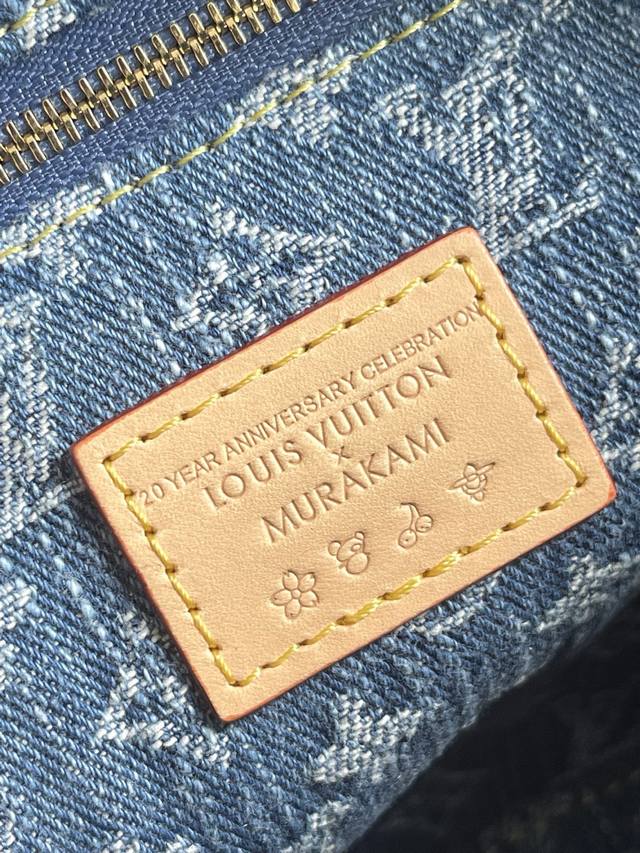 20 YEAR ANNIVERSARY CELEBRATION
LOUIS VUITTON
×
MURAKAMI